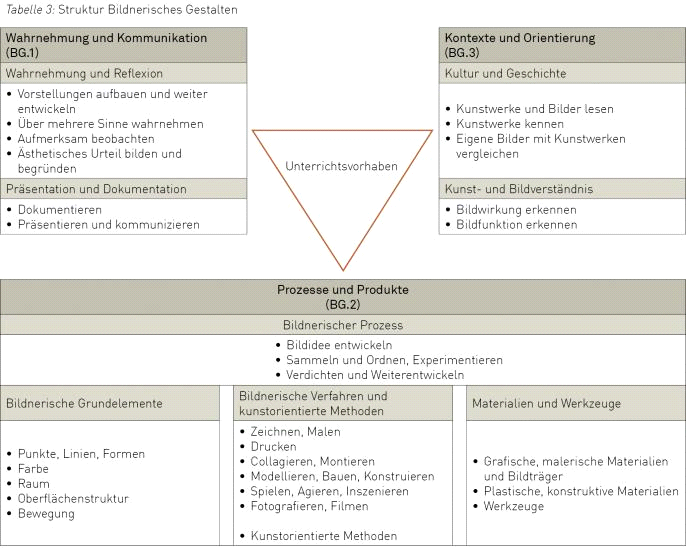 Tabelle 3: Struktur Bildnerisches Gestalten
Wahrnehmung und Kommunikation
(BG.1)
Wahrnehmung und Reflexion
• Vorstellungen aufbauen und weiter
entwickeln
• Über mehrere Sinne wahrnehmen
• Aufmerksam beobachten
• Ästhetisches Urteil bilden und
begründen
Präsentation und Dokumentation
• Dokumentieren
• Präsentieren und kommunizieren
Unterrichtsvorhaben
Kontexte und Orientierung
(BG.3)
Kultur und Geschichte
• Kunstwerke und Bilder lesen
• Kunstwerke kennen
• Eigene Bilder mit Kunstwerken
vergleichen
Kunst- und Bildverständnis
• Bildwirkung erkennen
• Bildfunktion erkennen
Prozesse und Produkte
(BG.2)
Bildnerischer Prozess
• Bildidee entwickeln
• Sammeln und Ordnen, Experimentieren
• Verdichten und Weiterentwickeln
Bildnerische Grundelemente
• Punkte, Linien, Formen
• Farbe
• Raum
• Oberflächenstruktur
• Bewegung
Bildnerische Verfahren und
kunstorientierte Methoden
• Zeichnen, Malen
• Drucken
• Collagieren, Montieren
• Modellieren, Bauen, Konstruieren
• Spielen, Agieren, Inszenieren
• Fotografieren, Filmen
• Kunstorientierte Methoden
Materialien und Werkzeuge
• Grafische, malerische Materialien
und Bildträger
• Plastische, konstruktive Materialien
• Werkzeuge